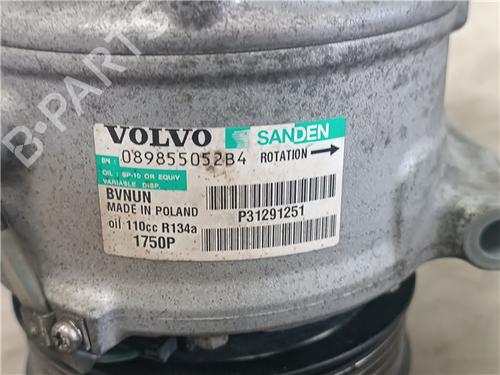 B-PARTS
VOLVO SANDEN
SN : 089855052B4 ROTATION →
OIL : SP-10 OR EQUIV
VARIABLE DISP.
BVNUN
MADE IN POLAND P31291251
oil 110cc R134a
1750P